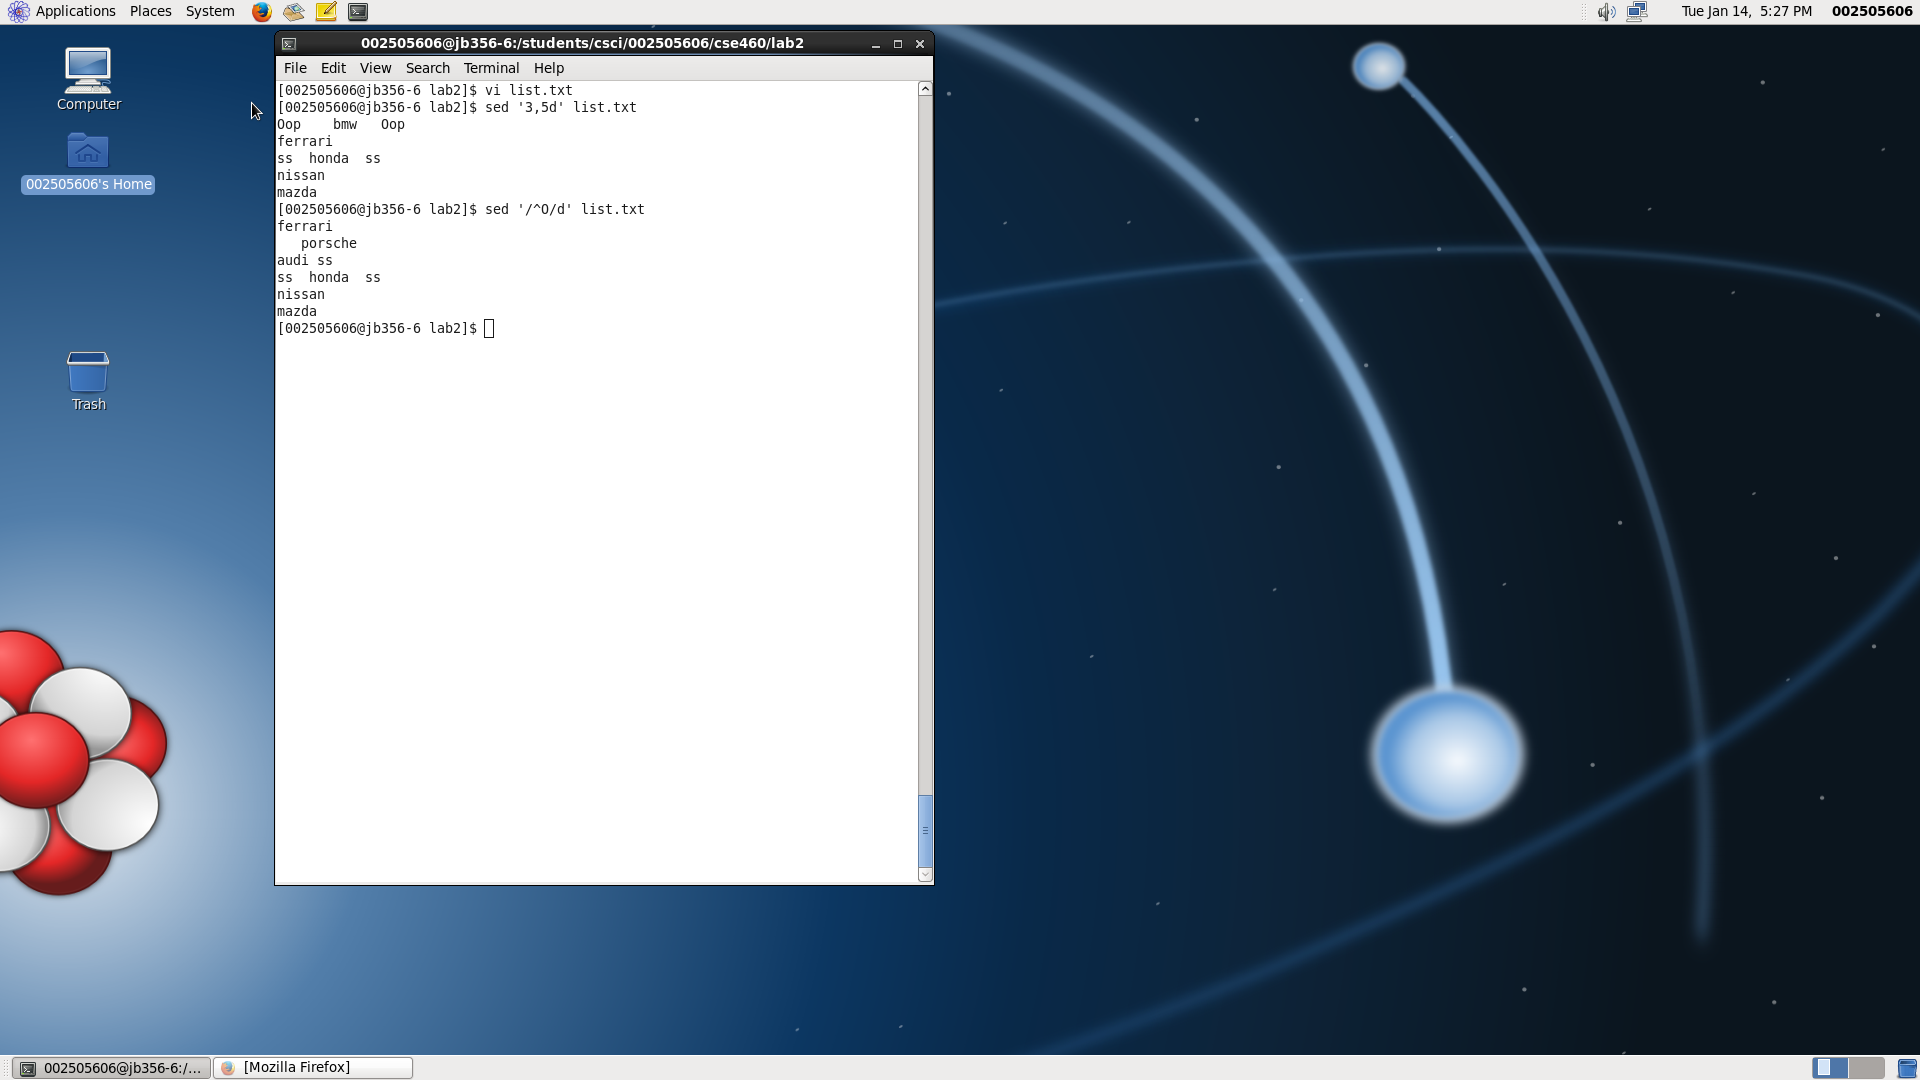 Applications Places System Tue Jan 14, 5:27 PM 002505606
Computer
002505606's Home
Trash
002505606@jb356-6:/students/csci/002505606/cse460/lab2
File Edit View Search Terminal Help
[002505606@jb356-6 lab2]$ vi list.txt
[002505606@jb356-6 lab2]$ sed '3,5d' list.txt
Oop    bmw   Oop
ferrari
ss  honda  ss
nissan
mazda
[002505606@jb356-6 lab2]$ sed '/^O/d' list.txt
ferrari
   porsche
audi ss
ss  honda  ss
nissan
mazda
[002505606@jb356-6 lab2]$
002505606@jb356-6:/... [Mozilla Firefox]